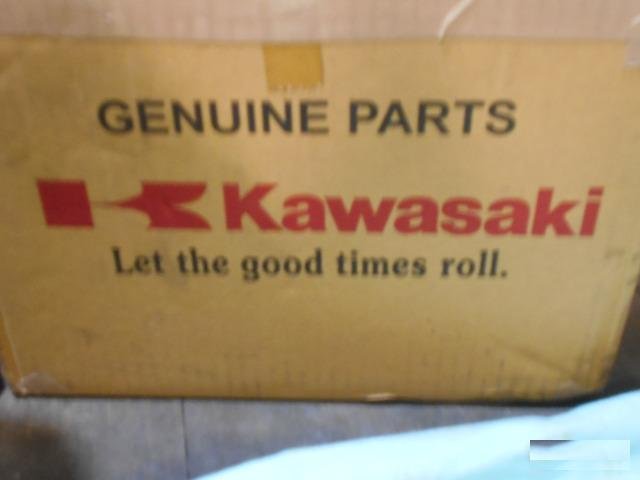 GENUINE PARTS
Kawasaki
Let the good times roll.